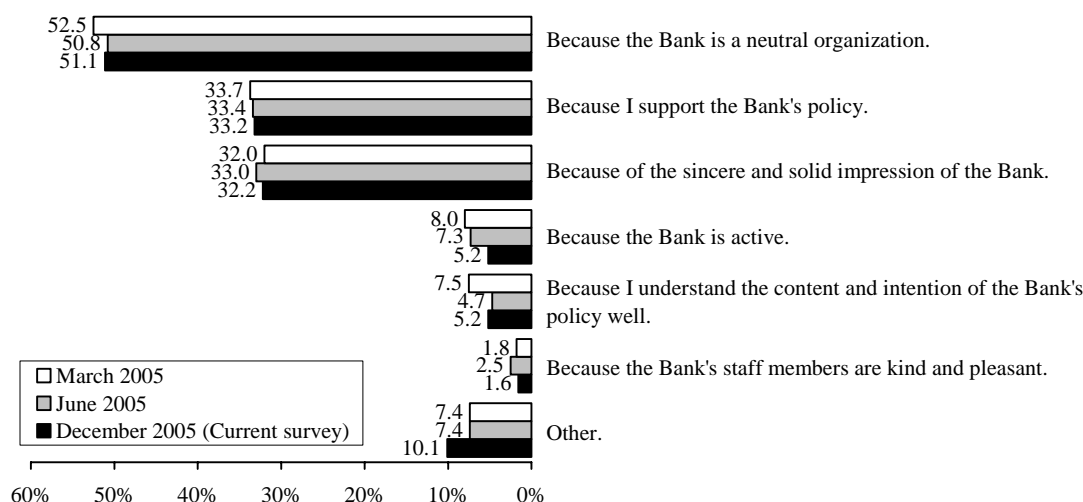 52.5
50.8
51.1
Because the Bank is a neutral organization.
33.7
33.4
33.2
Because I support the Bank's policy.
32.0
33.0
32.2
Because of the sincere and solid impression of the Bank.
8.0
7.3
5.2
Because the Bank is active.
7.5
4.7
5.2
Because I understand the content and intention of the Bank's
policy well.
1.8
2.5
1.6
Because the Bank's staff members are kind and pleasant.
March 2005
June 2005
December 2005 (Current survey)
7.4
7.4
10.1
Other.
60% 50% 40% 30% 20% 10% 0%